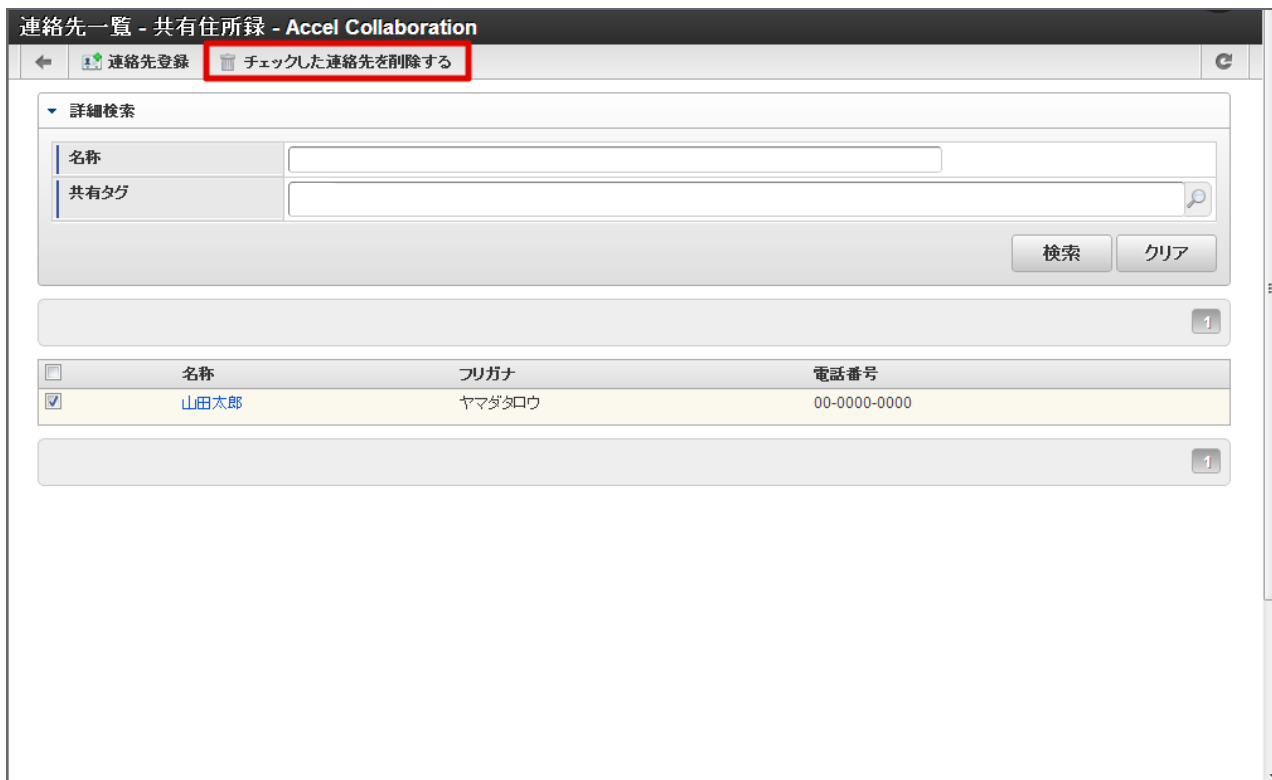 連絡先一覧 - 共有住所録 - Accel Collaboration
連絡先登録 チェックした連絡先を削除する
詳細検索
名称
共有タグ
検索 クリア
1
名称 フリガナ 電話番号
山田太郎 ヤマダタロウ 00-0000-0000
1